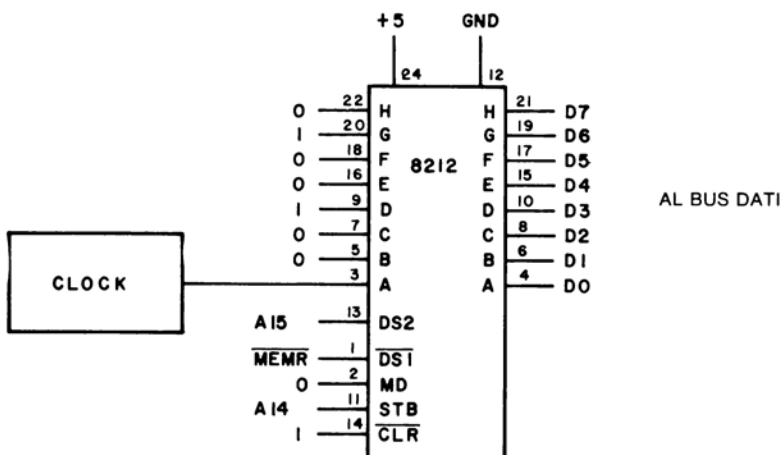 +5 GND
24 12
0 22 H H 21 D7
1 20 G G 19 D6
0 18 F 8212 F 17 D5
0 16 E E 15 D4
1 9 D D 10 D3
0 7 C C 8 D2
0 5 B B 6 D1
CLOCK 3 A A 4 D0
AL BUS DATI
A15 13 DS2
MEMR 1 DS1
0 2 MD
A14 11 STB
1 14 CLR